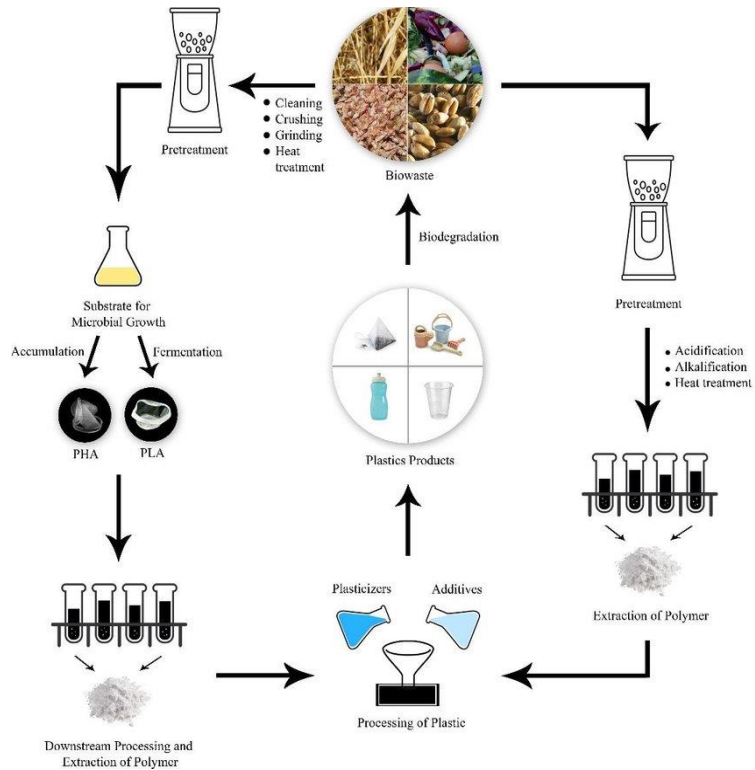 Cleaning
Crushing
Grinding
Heat
treatment
Pretreatment
Biowaste
Biodegradation
Substrate for
Microbial Growth
Pretreatment
Accumulation
Fermentation
Acidification
Alkalification
Heat treatment
PHA
PLA
Plastics Products
Plasticizers
Additives
Extraction of Polymer
Processing of Plastic
Downstream Processing and
Extraction of Polymer